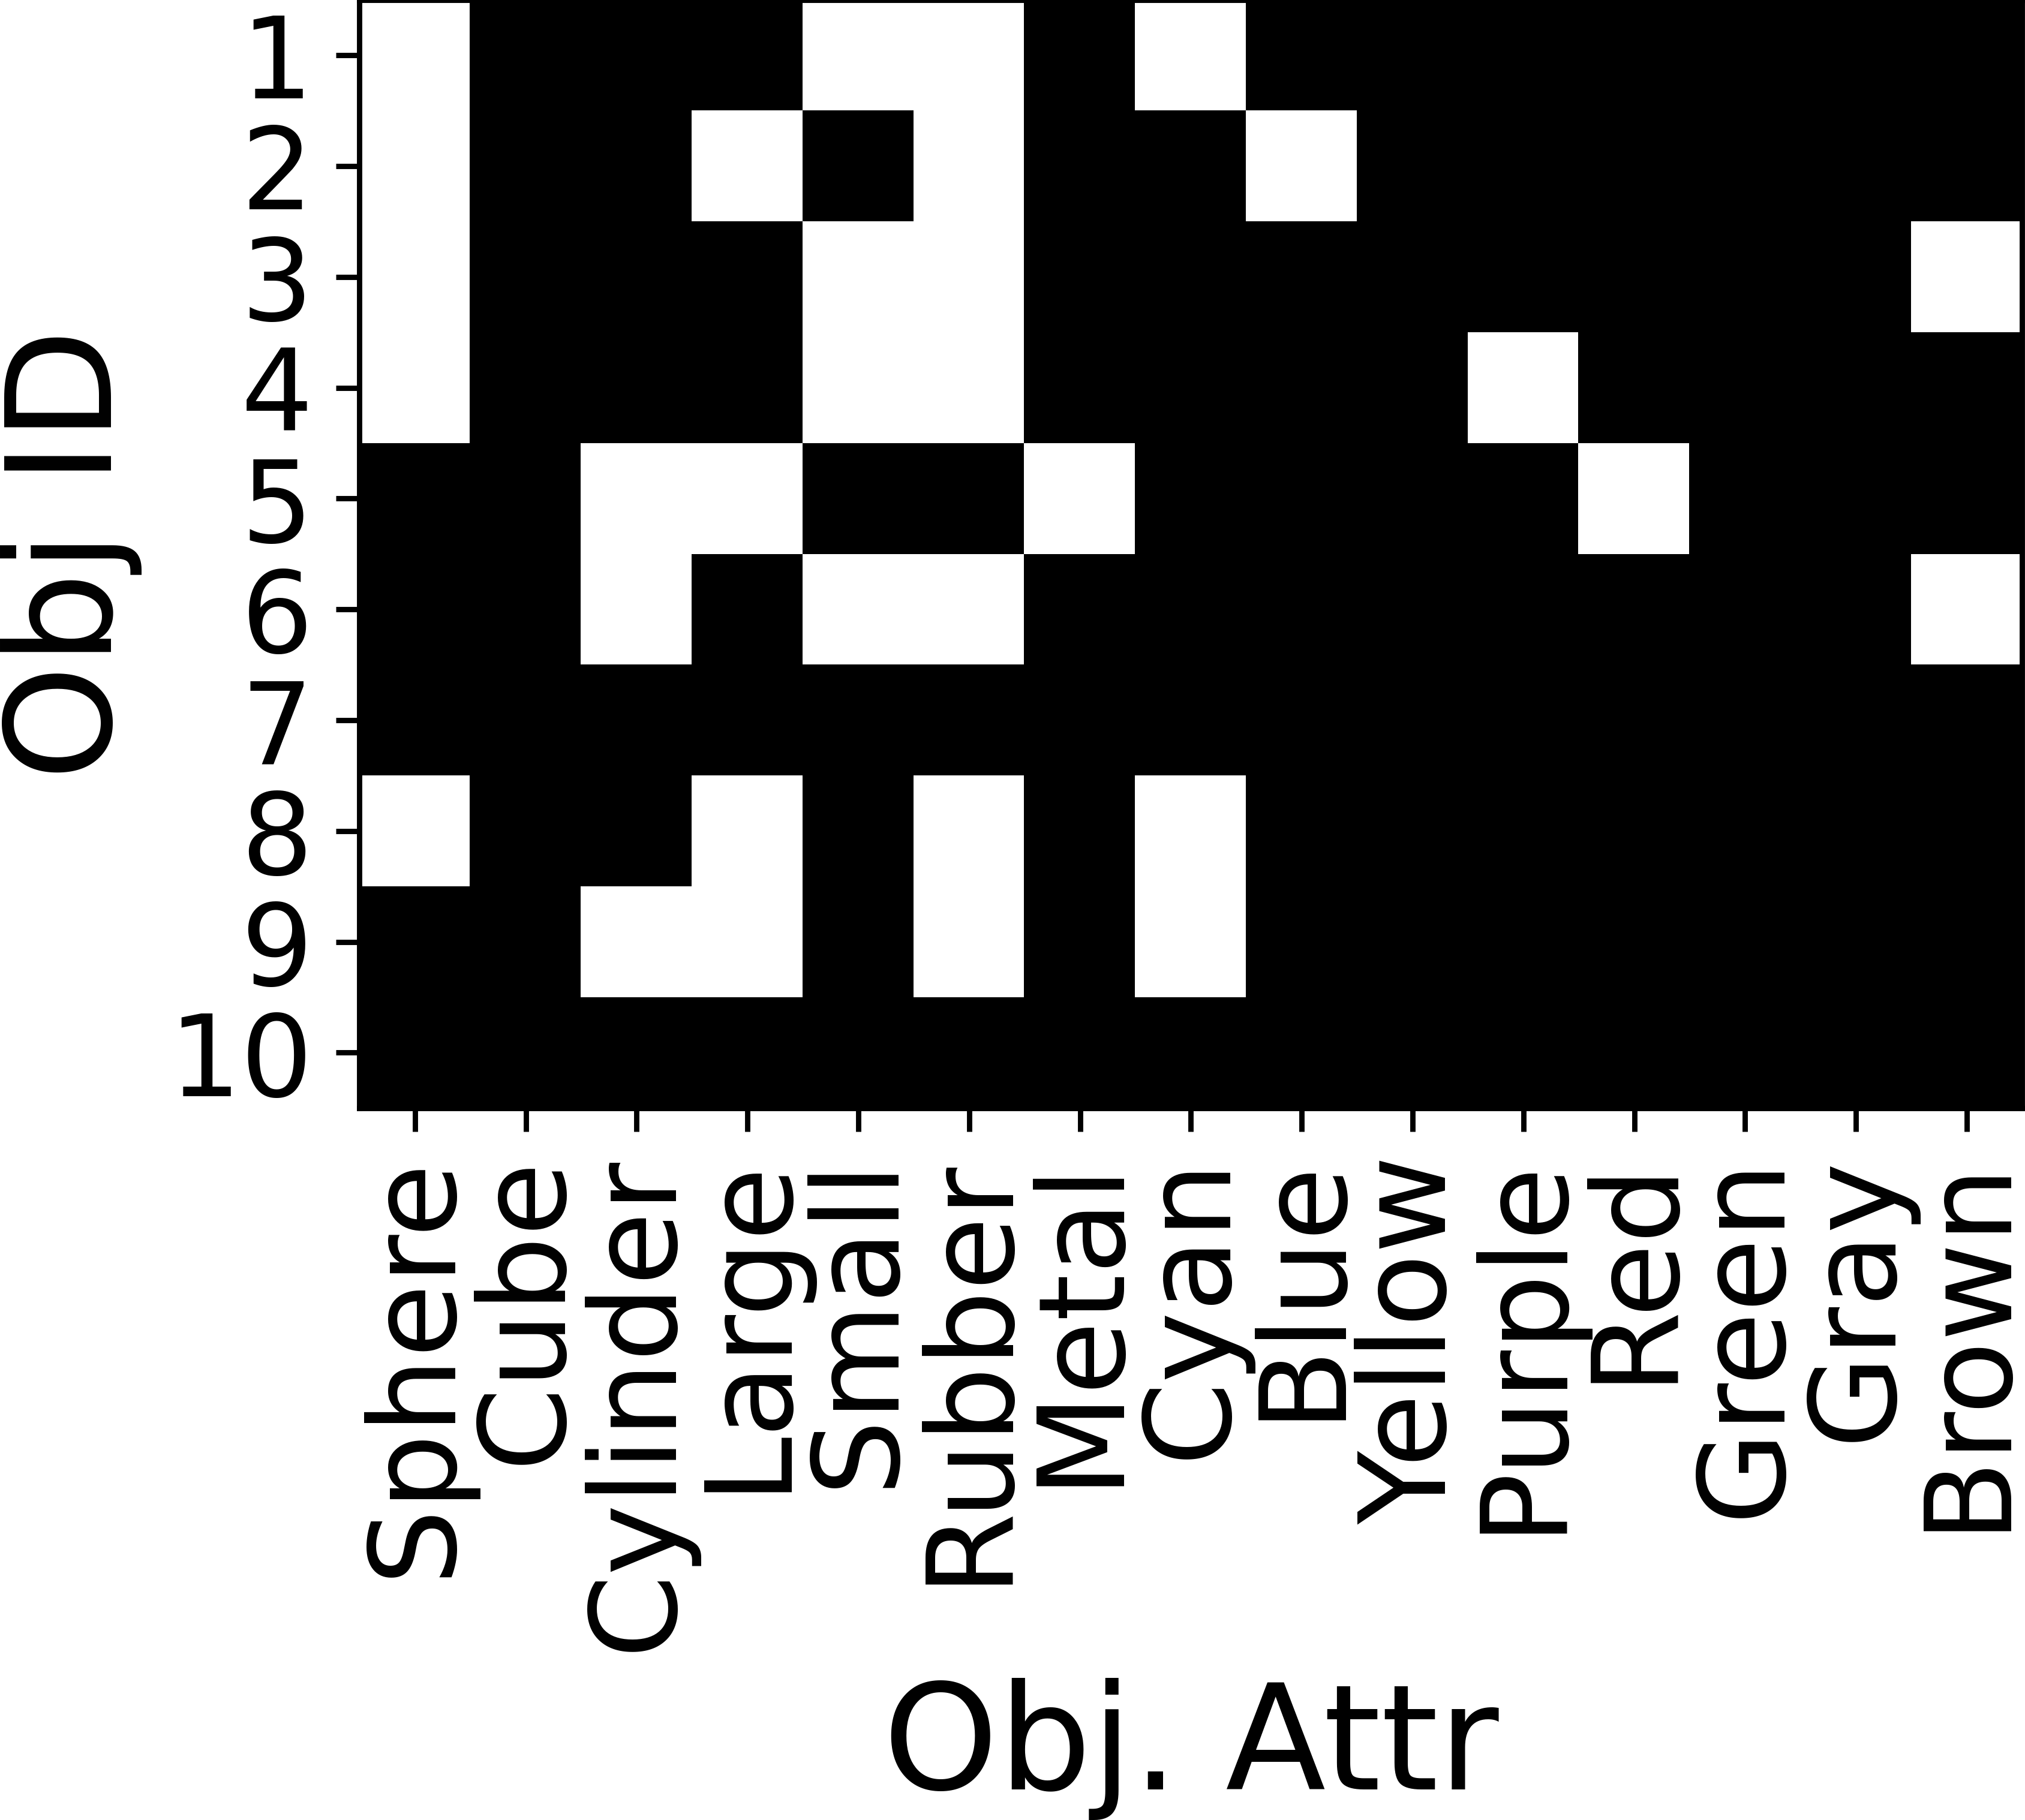 Obj ID
1
2
3
4
5
6
7
8
9
10
Sphere
Cube
Cylinder
Large
Small
Rubber
Metal
Cyan
Blue
Yellow
Purple
Red
Green
Gray
Brown
Obj. Attr